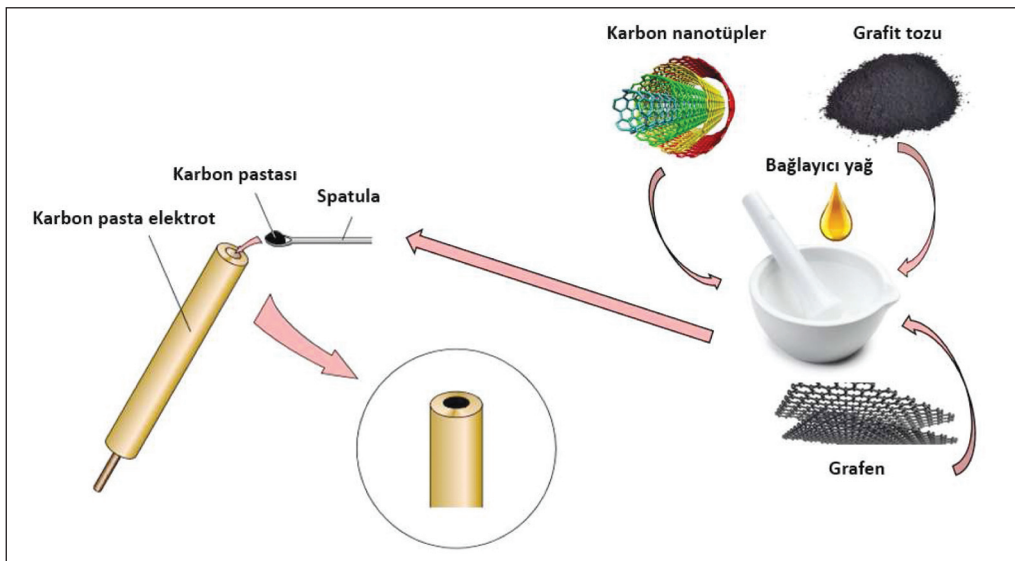 Karbon nanotüpler
Grafit tozu
Bağlayıcı yağ
Karbon pastası
Spatula
Karbon pasta elektrot
Grafen